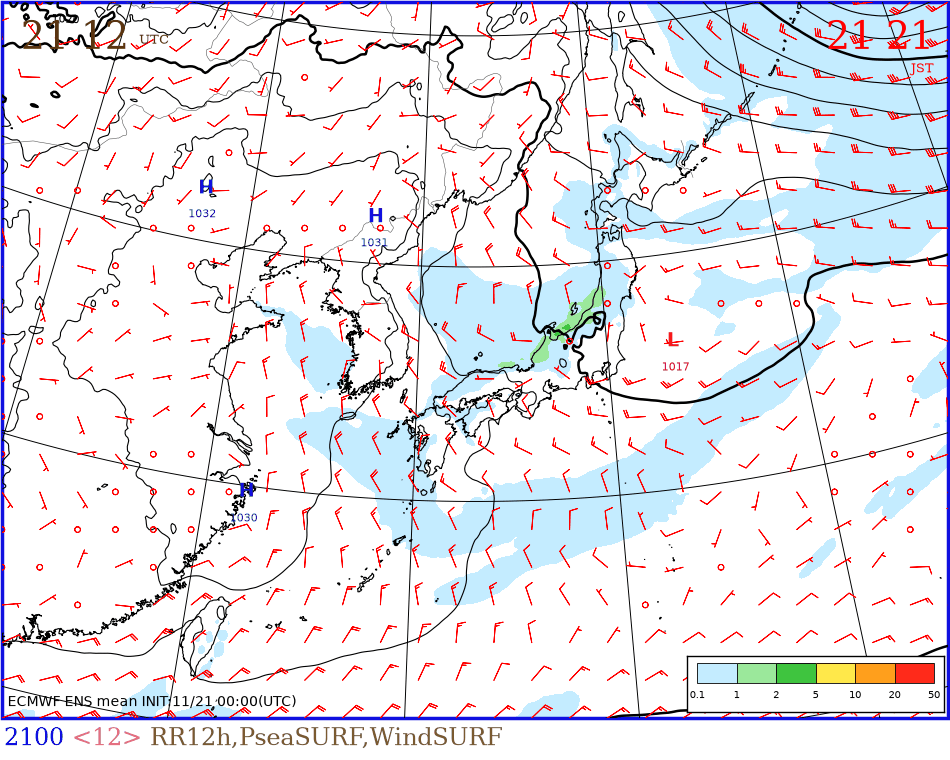 21 12 UTC 21 21
JST
H
1032
H
1031
L
1017
H
1030
ECMWF ENS mean INIT:11/21 00:00(UTC)
0.1 1 2 5 10 20 50
2100 <12> RR12h,PseaSURF,WindSURF